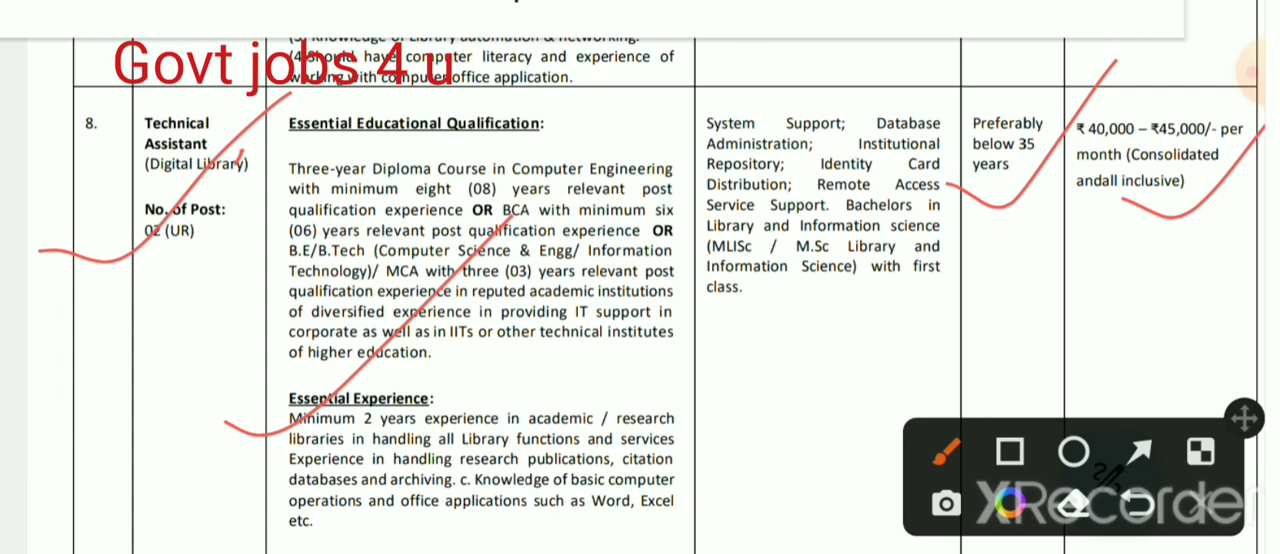 (3) Knowledge of Library automation & networking.
(4 Should have computer literacy and experience of
working with computer office application.
Govt jobs 4 u
8.
Technical
Assistant
(Digital Library)
No. of Post:
02 (UR)
Essential Educational Qualification:
Three-year Diploma Course in Computer Engineering
with minimum eight (08) years relevant post
qualification experience OR BCA with minimum six
(06) years relevant post qualification experience OR
B.E/B.Tech (Computer Science & Engg/ Information
Technology)/ MCA with three (03) years relevant post
qualification experience in reputed academic institutions
of diversified experience in providing IT support in
corporate as well as in IITs or other technical institutes
of higher education.
Essential Experience:
Minimum 2 years experience in academic / research
libraries in handling all Library functions and services
Experience in handling research publications, citation
databases and archiving. c. Knowledge of basic computer
operations and office applications such as Word, Excel
etc.
System Support; Database
Administration; Institutional
Repository; Identity Card
Distribution; Remote Access
Service Support. Bachelors in
Library and Information science
(MLISc / M.Sc Library and
Information Science) with first
class.
Preferably
below 35
years
₹ 40,000 – ₹45,000/- per
month (Consolidated
andall inclusive)
XRecorder